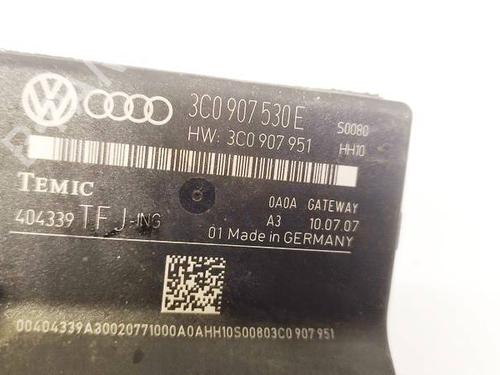 3C0 907 530 E
HW: 3C0 907 951
S0080
HH10
TEMIC
404339 TFJ-ING
0A0A GATEWAY
A3 10.07.07
01 Made in GERMANY
00404339A30020771000A0AHH10S00803C0 907 951